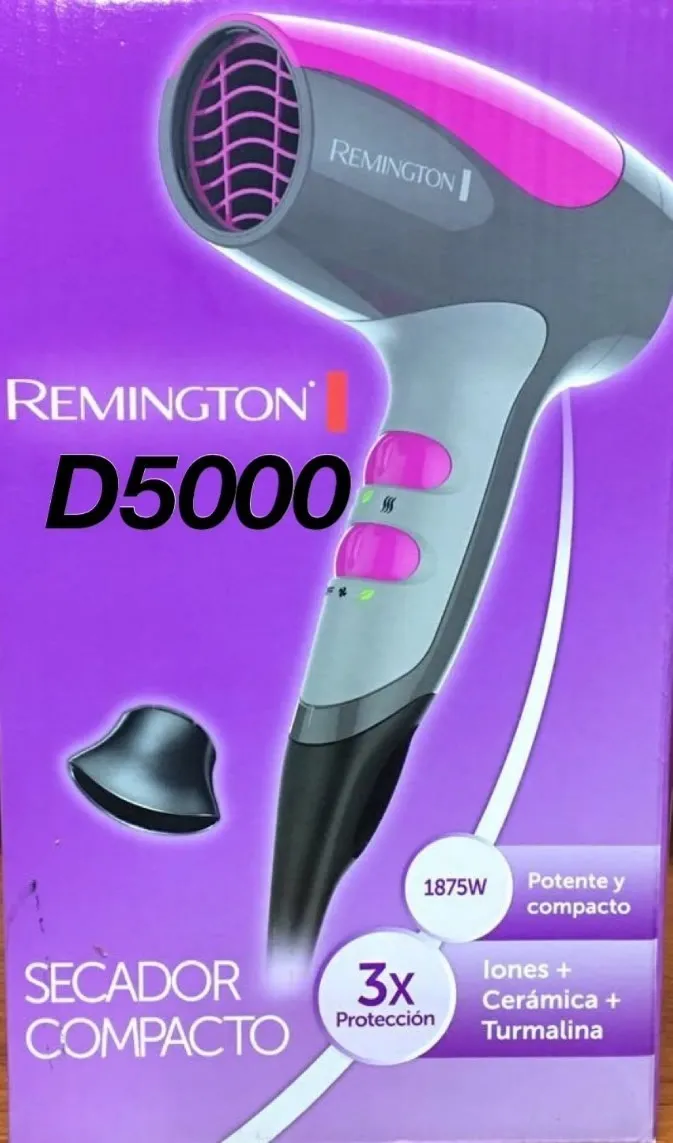 REMINGTON
REMINGTON
D5000
1875W
Potente y
compacto
3x
Protección
Iones +
Cerámica +
Turmalina
SECADOR
COMPACTO